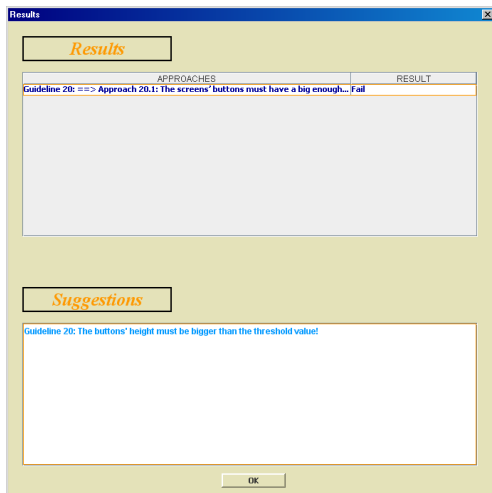 Results
Results
APPROACHES RESULT
Guideline 20: ==> Approach 20.1: The screens' buttons must have a big enough... Fail
Suggestions
Guideline 20: The buttons' height must be bigger than the threshold value!
OK